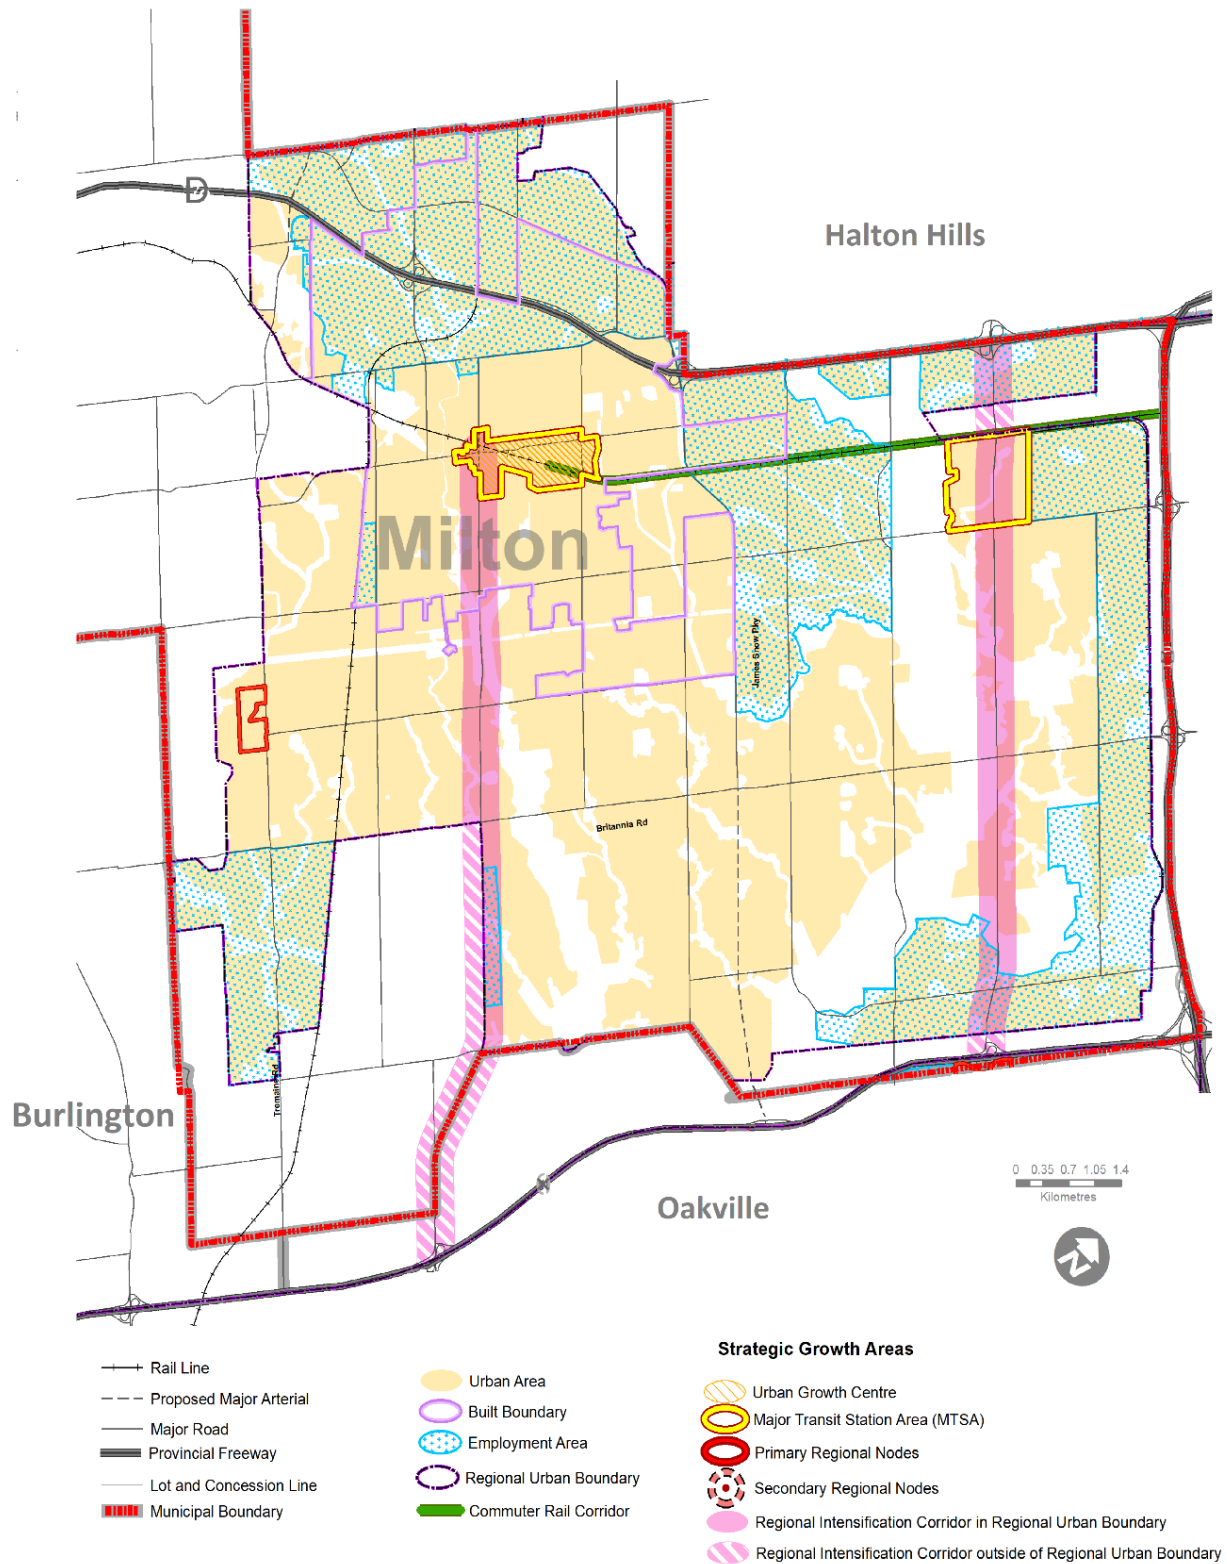 D
Halton Hills
Milton
James Snow Pky
Britannia Rd
Tremaine Rd
Burlington
Oakville
0 0.35 0.7 1.05 1.4
Kilometres
N
Rail Line
Proposed Major Arterial
Major Road
Provincial Freeway
Lot and Concession Line
Municipal Boundary
Urban Area
Built Boundary
Employment Area
Regional Urban Boundary
Commuter Rail Corridor
Strategic Growth Areas
Urban Growth Centre
Major Transit Station Area (MTSA)
Primary Regional Nodes
Secondary Regional Nodes
Regional Intensification Corridor in Regional Urban Boundary
Regional Intensification Corridor outside of Regional Urban Boundary